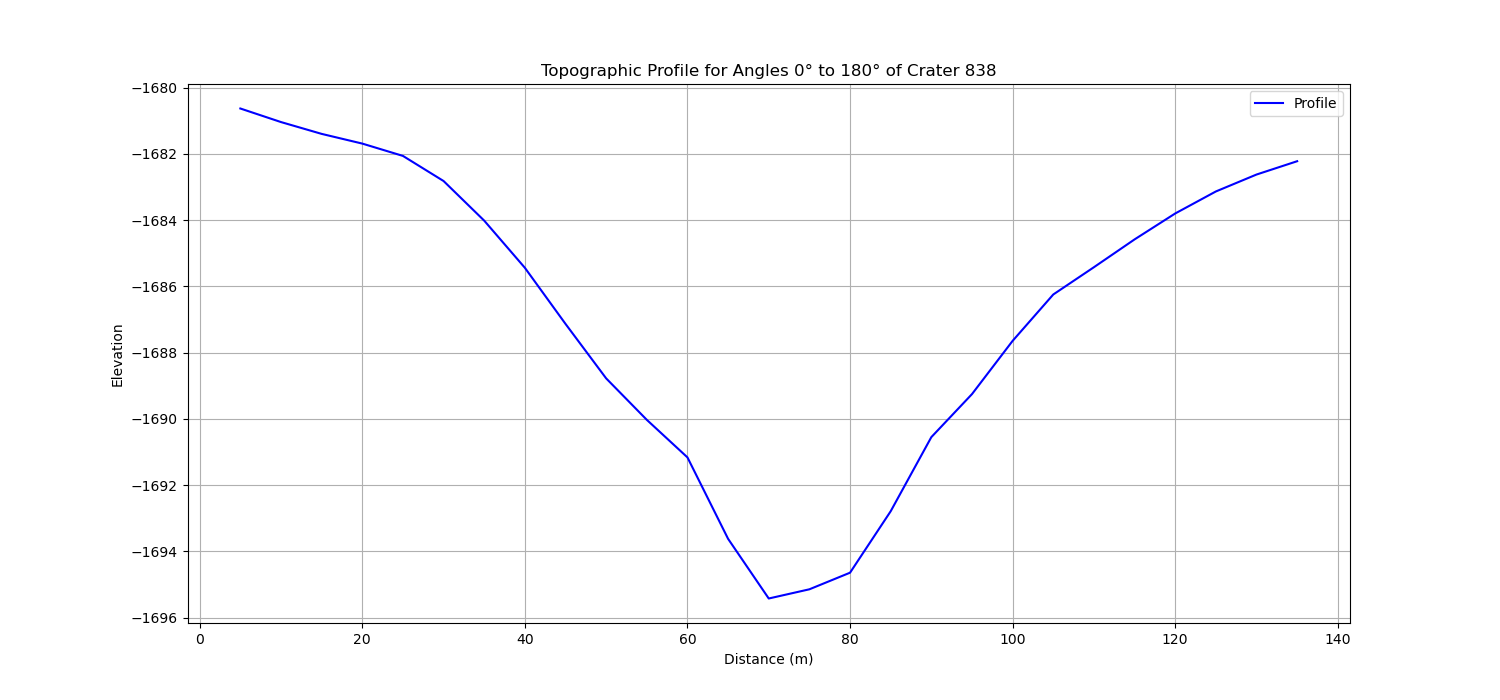 Topographic Profile for Angles 0° to 180° of Crater 838
Profile
−1680
−1682
−1684
−1686
−1688
−1690
−1692
−1694
−1696
Elevation
0 20 40 60 80 100 120 140
Distance (m)